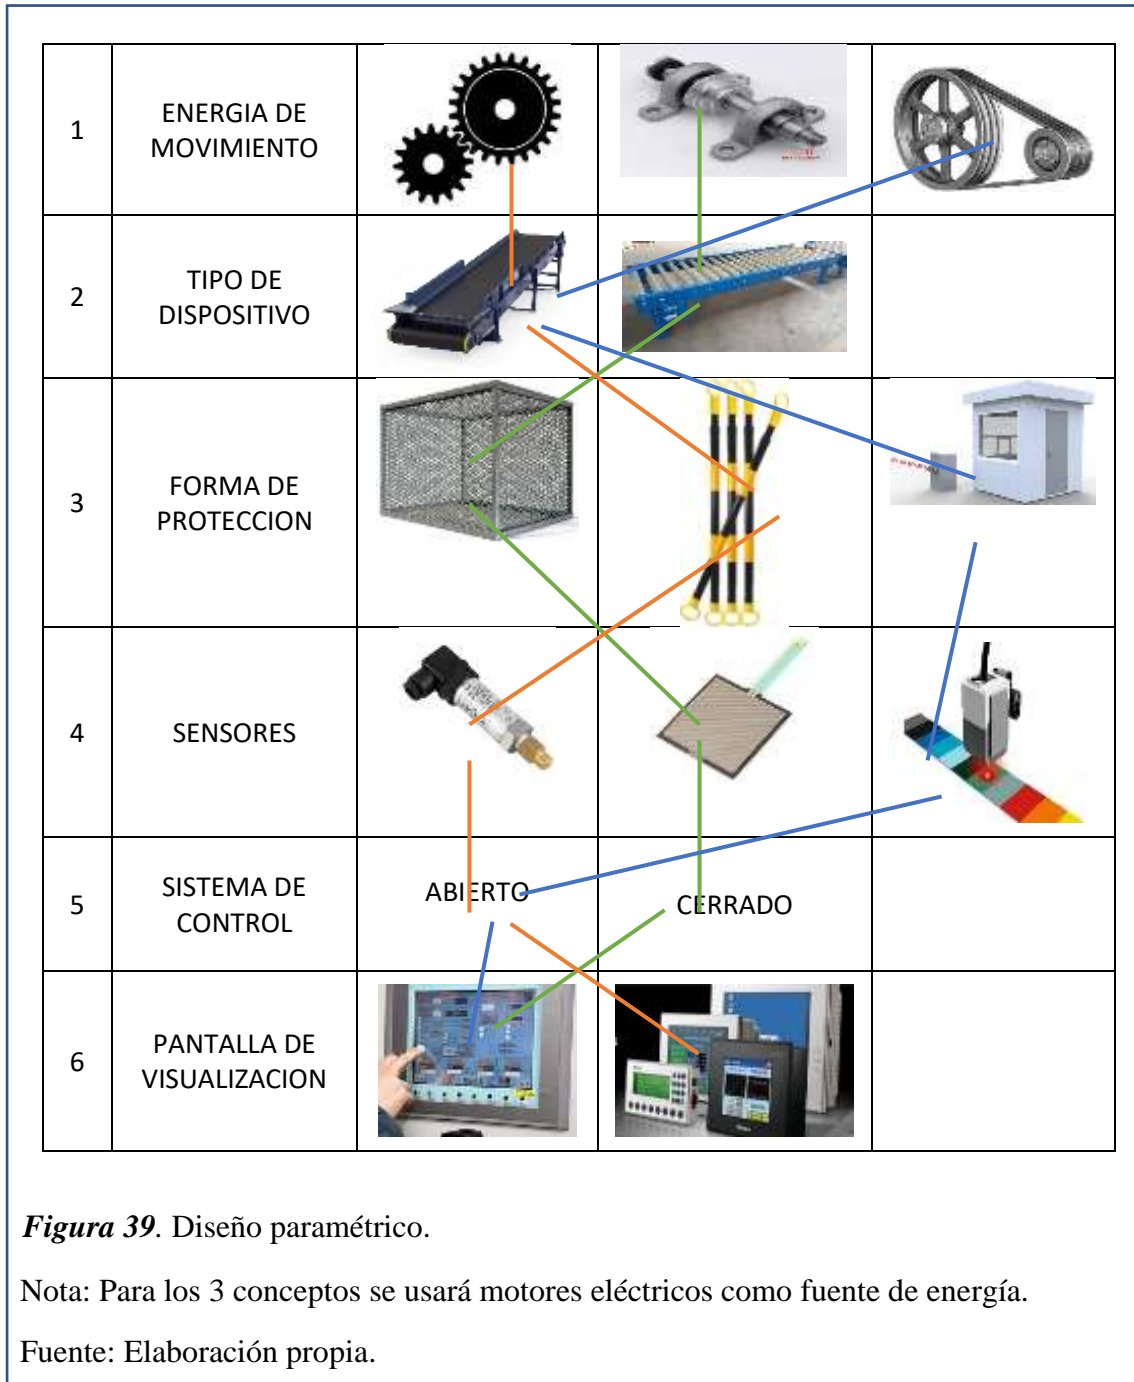 1
ENERGIA DE
MOVIMIENTO
2
TIPO DE
DISPOSITIVO
3
FORMA DE
PROTECCION
4
SENSORES
5
SISTEMA DE
CONTROL
ABIERTO
CERRADO
6
PANTALLA DE
VISUALIZACION
Figura 39. Diseño paramétrico.
Nota: Para los 3 conceptos se usará motores eléctricos como fuente de energía.
Fuente: Elaboración propia.